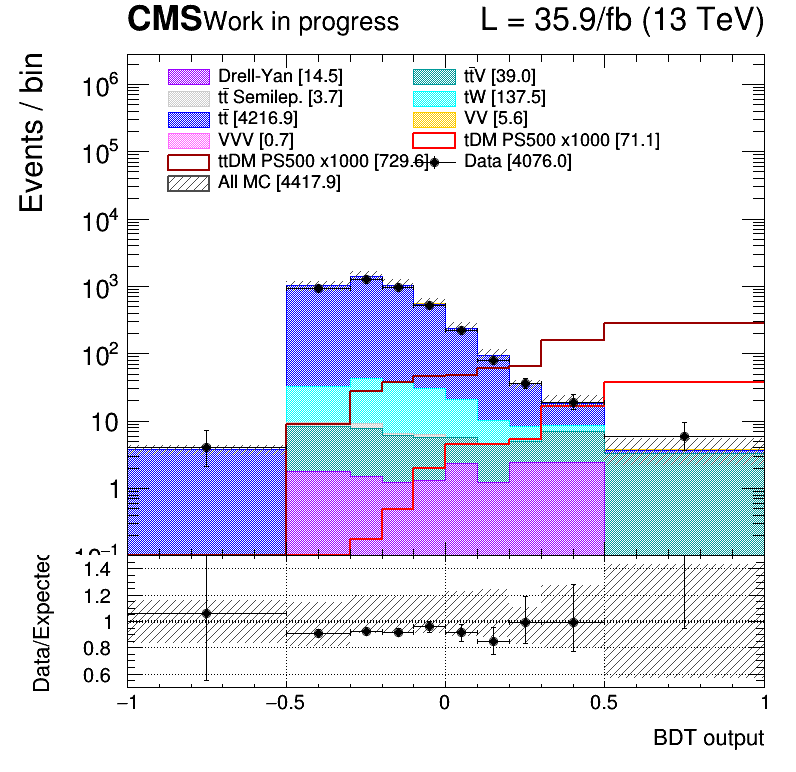 CMS Work in progress L = 35.9/fb (13 TeV)
Events / bin
Drell-Yan [14.5] tt̄V [39.0]
tt̄ Semilep. [3.7] tW [137.5]
tt̄ [4216.9] VV [5.6]
VVV [0.7] tDM PS500 x1000 [71.1]
ttDM PS500 x1000 [729.6] Data [4076.0]
All MC [4417.9]
10⁶
10⁵
10⁴
10³
10²
10
1
10⁻¹
Data/Expected
1.4
1.2
1
0.8
0.6
−1 −0.5 0 0.5 1
BDT output